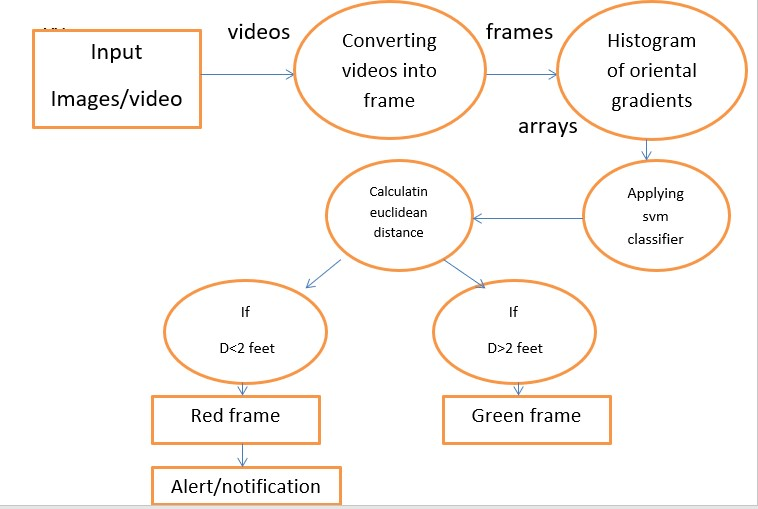 Input
Images/video
videos
Converting
videos into
frame
frames
Histogram
of oriental
gradients
arrays
Applying
svm
classifier
Calculatin
euclidean
distance
If
D<2 feet
If
D>2 feet
Red frame
Green frame
Alert/notification